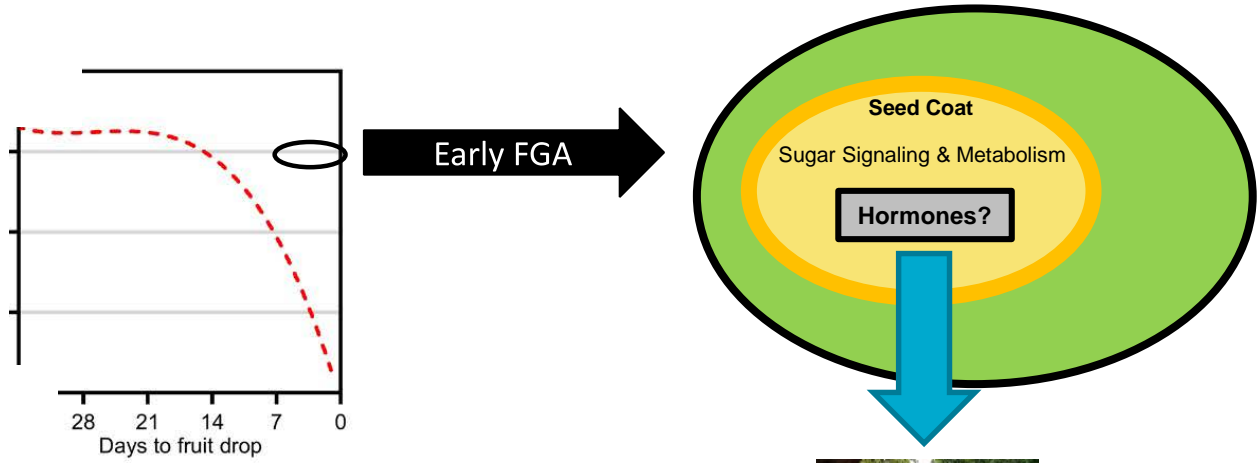 28 21 14 7 0
Days to fruit drop
Early FGA
Seed Coat
Sugar Signaling & Metabolism
Hormones?